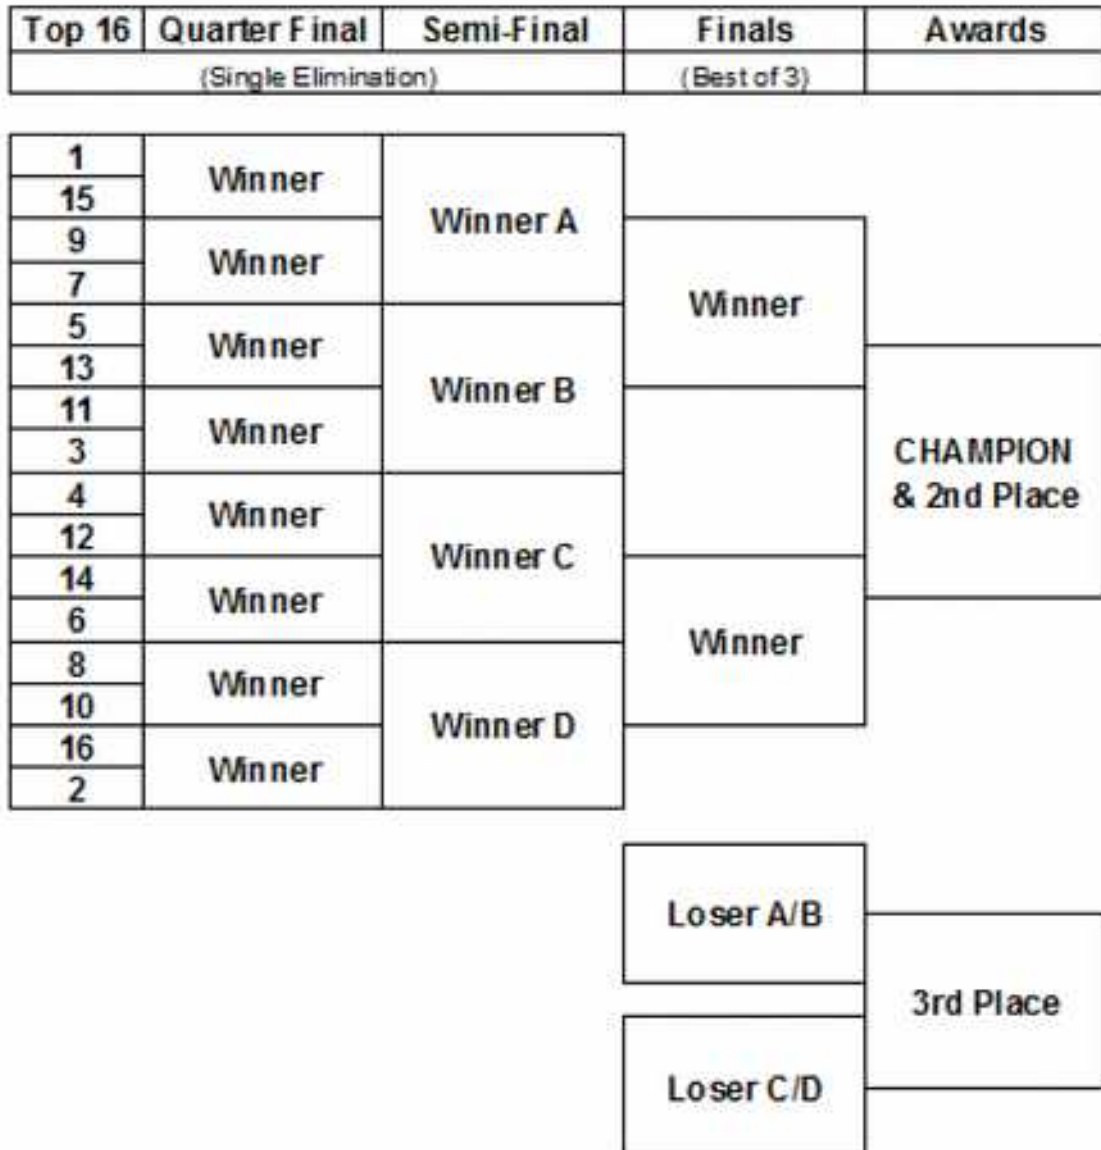 Top 16 Quarter Final Semi-Final Finals Awards
(Single Elimination) (Best of 3)
1
15
Winner
9
7
Winner
Winner A
5
13
Winner
11
3
Winner
Winner B
Winner
4
12
Winner
14
6
Winner
Winner C
8
10
Winner
16
2
Winner
Winner D
Winner
CHAMPION
& 2nd Place
Loser A/B
Loser C/D
3rd Place